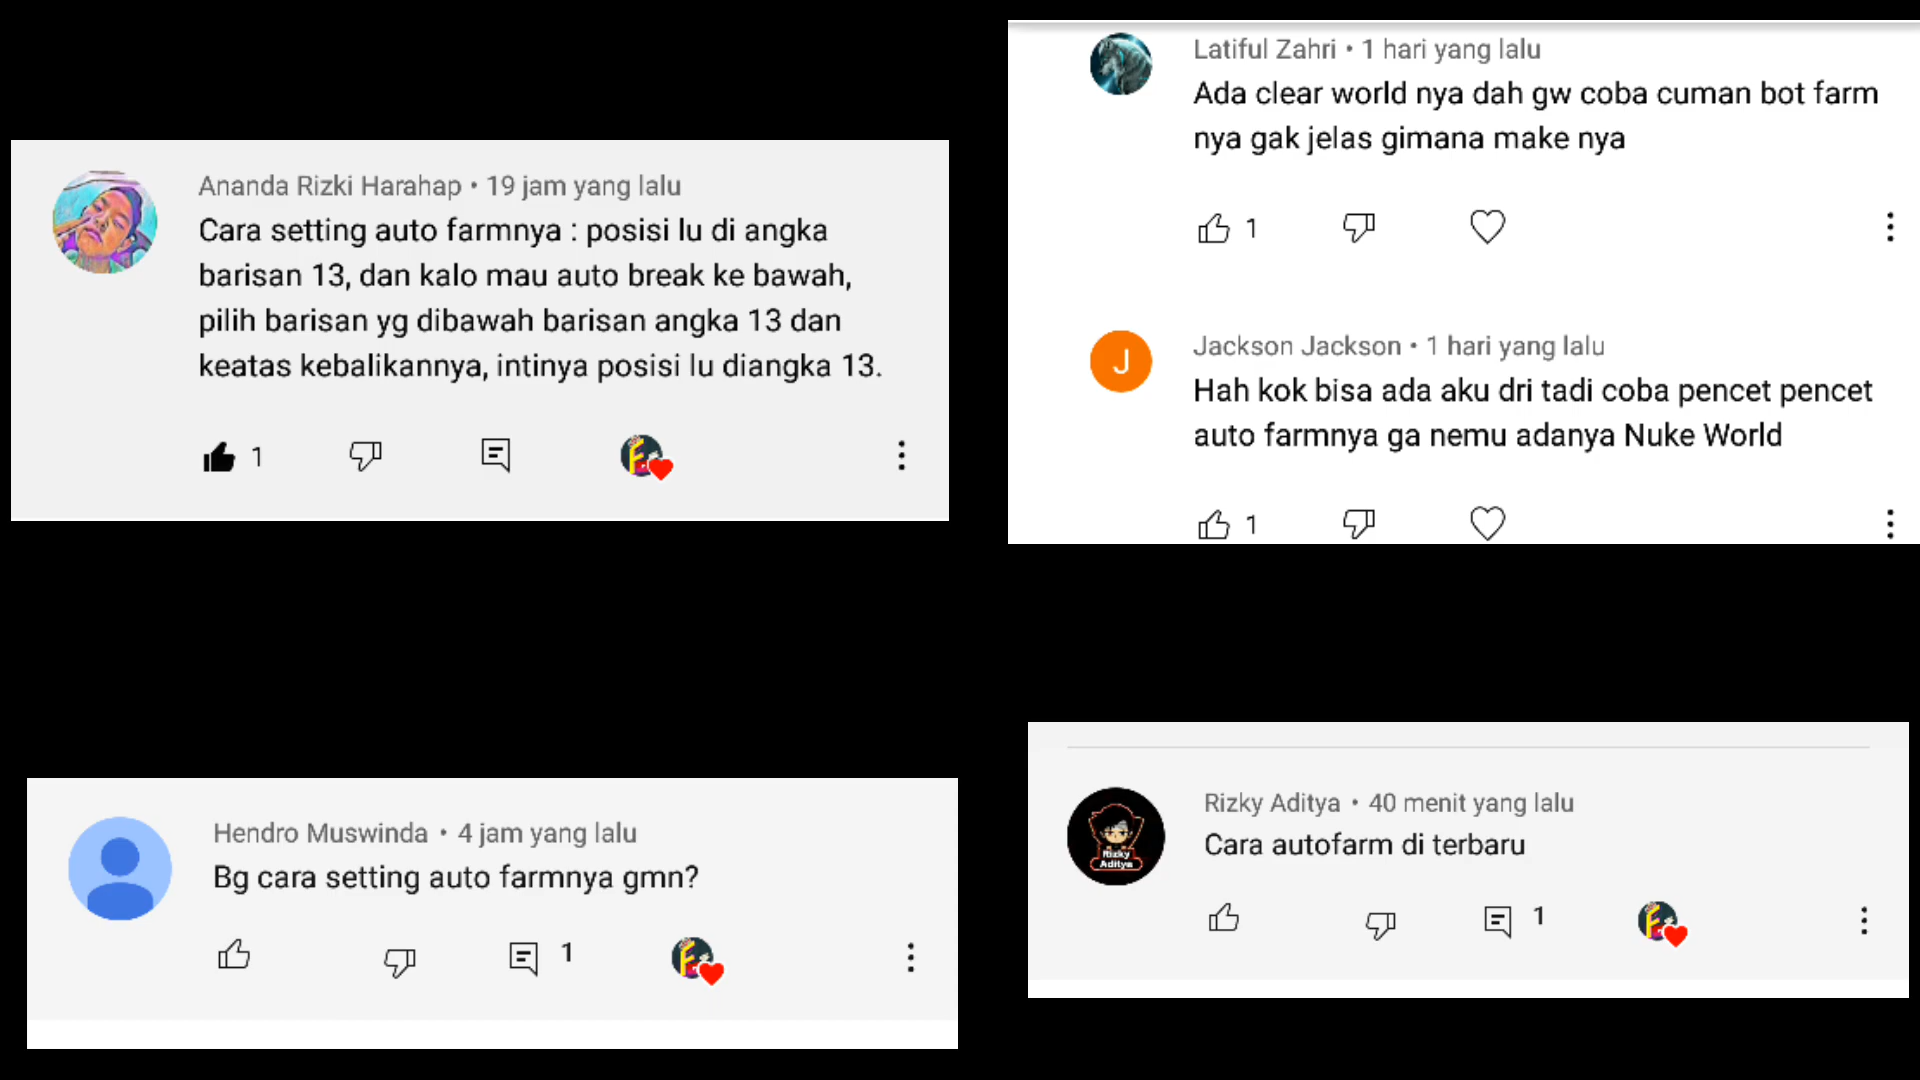 Ananda Rizki Harahap • 19 jam yang lalu
Cara setting auto farmnya : posisi lu di angka
barisan 13, dan kalo mau auto break ke bawah,
pilih barisan yg dibawah barisan angka 13 dan
keatas kebalikannya, intinya posisi lu diangka 13.
1
Latiful Zahri • 1 hari yang lalu
Ada clear world nya dah gw coba cuman bot farm
nya gak jelas gimana make nya
1
J
Jackson Jackson • 1 hari yang lalu
Hah kok bisa ada aku dri tadi coba pencet pencet
auto farmnya ga nemu adanya Nuke World
1
Hendro Muswinda • 4 jam yang lalu
Bg cara setting auto farmnya gmn?
1
Rizky
Aditya
Rizky Aditya • 40 menit yang lalu
Cara autofarm di terbaru
1